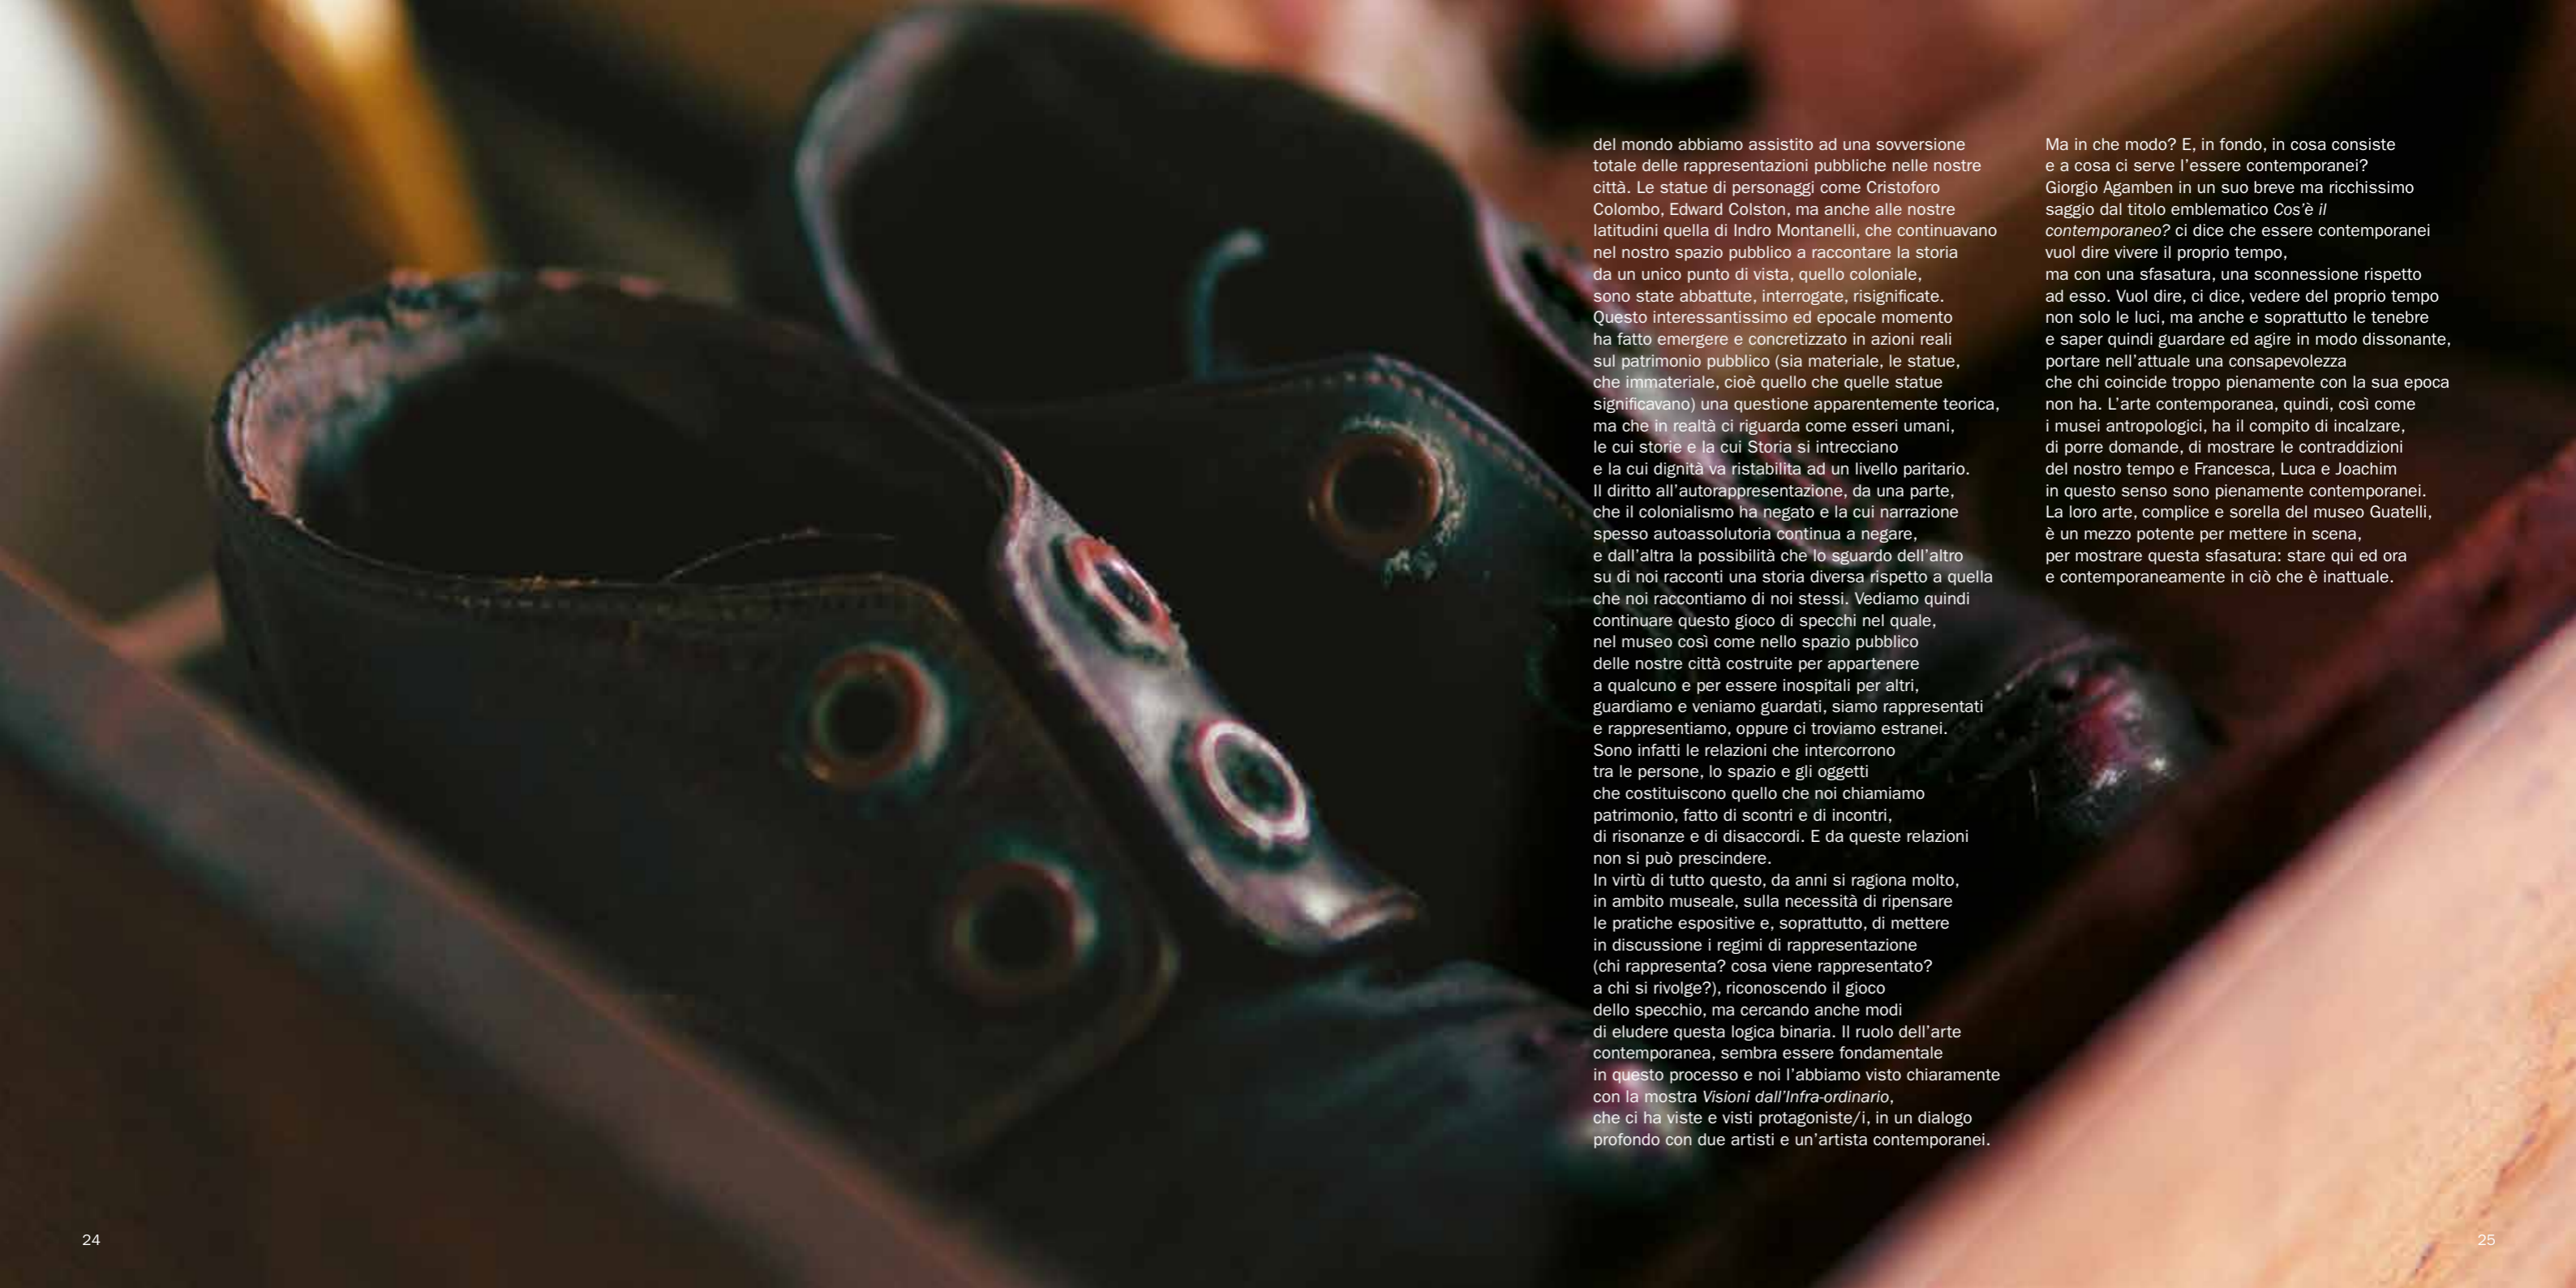 del mondo abbiamo assistito ad una sovversione
totale delle rappresentazioni pubbliche nelle nostre
città. Le statue di personaggi come Cristoforo
Colombo, Edward Colston, ma anche alle nostre
latitudini quella di Indro Montanelli, che continuavano
nel nostro spazio pubblico a raccontare la storia
da un unico punto di vista, quello coloniale,
sono state abbattute, interrogate, risignificate.
Questo interessantissimo ed epocale momento
ha fatto emergere e concretizzato in azioni reali
sul patrimonio pubblico (sia materiale, le statue,
che immateriale, cioè quello che quelle statue
significavano) una questione apparentemente teorica,
ma che in realtà ci riguarda come esseri umani,
le cui storie e la cui Storia si intrecciano
e la cui dignità va ristabilita ad un livello paritario.
Il diritto all'autorappresentazione, da una parte,
che il colonialismo ha negato e la cui narrazione
spesso autoassolutoria continua a negare,
e dall'altra la possibilità che lo sguardo dell'altro
su di noi racconti una storia diversa rispetto a quella
che noi raccontiamo di noi stessi. Vediamo quindi
continuare questo gioco di specchi nel quale,
nel museo così come nello spazio pubblico
delle nostre città costruite per appartenere
a qualcuno e per essere inospitali per altri,
guardiamo e veniamo guardati, siamo rappresentati
e rappresentiamo, oppure ci troviamo estranei.
Sono infatti le relazioni che intercorrono
tra le persone, lo spazio e gli oggetti
che costituiscono quello che noi chiamiamo
patrimonio, fatto di scontri e di incontri,
di risonanze e di disaccordi. E da queste relazioni
non si può prescindere.
In virtù di tutto questo, da anni si ragiona molto,
in ambito museale, sulla necessità di ripensare
le pratiche espositive e, soprattutto, di mettere
in discussione i regimi di rappresentazione
(chi rappresenta? cosa viene rappresentato?
a chi si rivolge?), riconoscendo il gioco
dello specchio, ma cercando anche modi
di eludere questa logica binaria. Il ruolo dell'arte
contemporanea, sembra essere fondamentale
in questo processo e noi l'abbiamo visto chiaramente
con la mostra Visioni dall'Infra-ordinario,
che ci ha viste e visti protagoniste/i, in un dialogo
profondo con due artisti e un'artista contemporanei.
Ma in che modo? E, in fondo, in cosa consiste
e a cosa ci serve l'essere contemporanei?
Giorgio Agamben in un suo breve ma ricchissimo
saggio dal titolo emblematico Cos'è il
contemporaneo? ci dice che essere contemporanei
vuol dire vivere il proprio tempo,
ma con una sfasatura, una sconnessione rispetto
ad esso. Vuol dire, ci dice, vedere del proprio tempo
non solo le luci, ma anche e soprattutto le tenebre
e saper quindi guardare ed agire in modo dissonante,
portare nell'attuale una consapevolezza
che chi coincide troppo pienamente con la sua epoca
non ha. L'arte contemporanea, quindi, così come
i musei antropologici, ha il compito di incalzare,
di porre domande, di mostrare le contraddizioni
del nostro tempo e Francesca, Luca e Joachim
in questo senso sono pienamente contemporanei.
La loro arte, complice e sorella del museo Guatelli,
è un mezzo potente per mettere in scena,
per mostrare questa sfasatura: stare qui ed ora
e contemporaneamente in ciò che è inattuale.
24
25